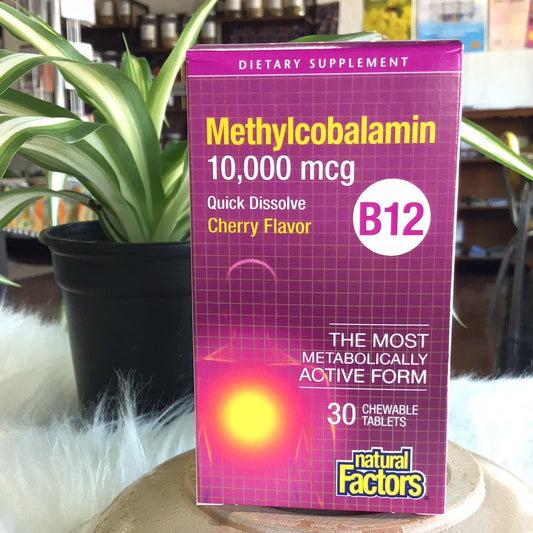 DIETARY SUPPLEMENT
Methylcobalamin
10,000 mcg
Quick Dissolve
Cherry Flavor
B12
THE MOST
METABOLICALLY
ACTIVE FORM
30 CHEWABLE
TABLETS
natural
Factors